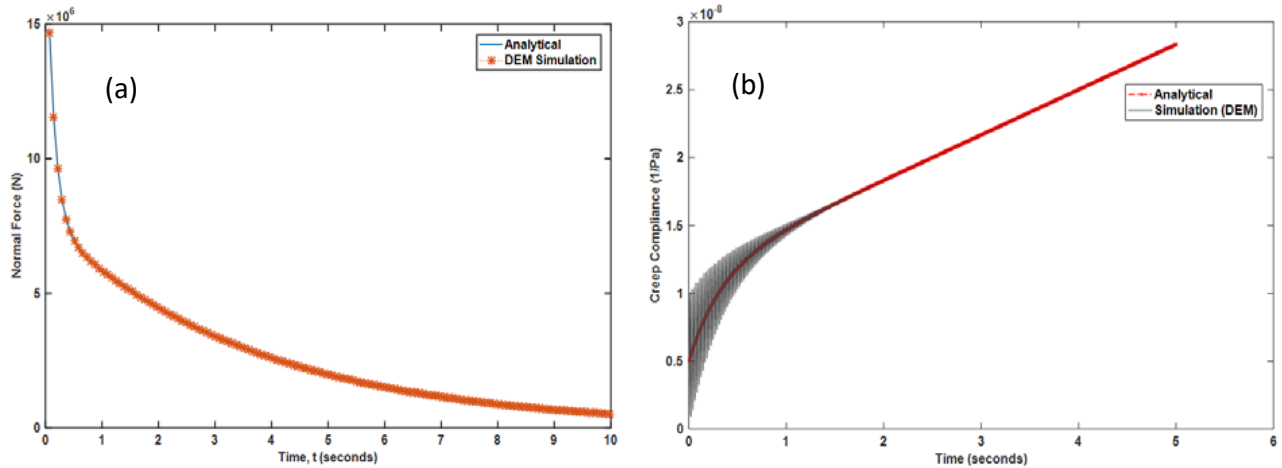 ×10⁶
15
10
5
0
Normal Force (N)
(a)
Analytical
DEM Simulation
0 1 2 3 4 5 6 7 8 9 10
Time, t (seconds)
×10⁻⁸
3
2.5
2
1.5
1
0.5
0
Creep Compliance (1/Pa)
(b)
Analytical
Simulation (DEM)
0 1 2 3 4 5 6
Time (seconds)